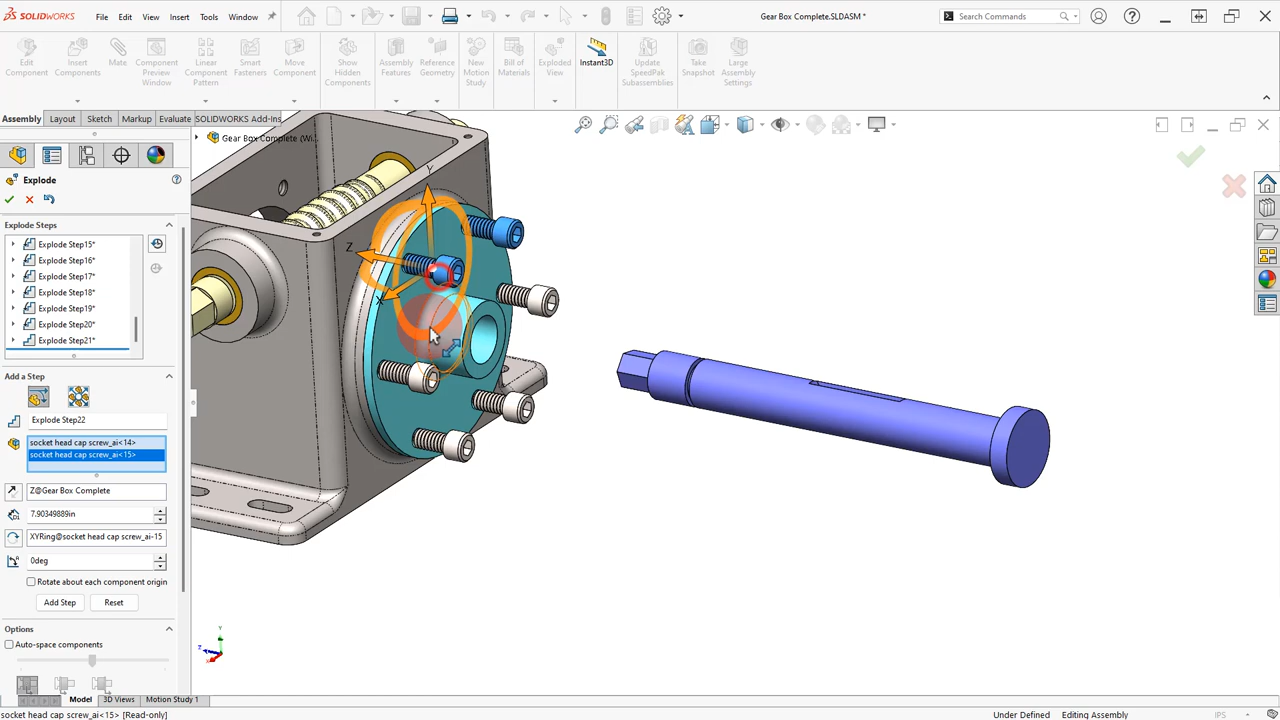 SOLIDWORKS
File
Edit
View
Insert
Tools
Window
Gear Box Complete.SLDASM *
Search Commands
Edit
Component
Insert
Components
Mate
Component
Preview
Window
Linear
Component
Pattern
Smart
Fasteners
Move
Component
Show
Hidden
Components
Assembly
Features
Reference
Geometry
New
Motion
Study
Bill of
Materials
Exploded
View
Instant3D
Update
SpeedPak
Subassemblies
Take
Snapshot
Large
Assembly
Settings
Assembly
Layout
Sketch
Markup
Evaluate
SOLIDWORKS Add-Ins
Gear Box Complete (Wi...
Explode
Explode Steps
Explode Step15*
Explode Step16*
Explode Step17*
Explode Step18*
Explode Step19*
Explode Step20*
Explode Step21*
Add a Step
Explode Step22
socket head cap screw_ai<14>
socket head cap screw_ai<15>
Z@Gear Box Complete
7.90349889in
XYRing@socket head cap screw_ai-15
0deg
Rotate about each component origin
Add Step
Reset
Options
Auto-space components
Y
Z
X
Y
Z
X
Model
3D Views
Motion Study 1
socket head cap screw_ai<15> [Read-only]
Under Defined
Editing Assembly
IPS